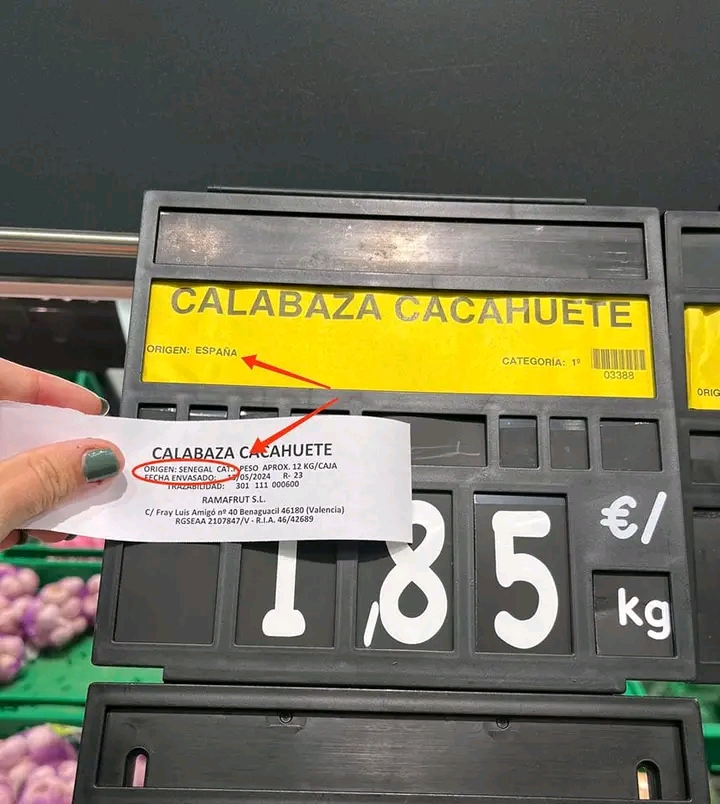 CALABAZA CACAHUETE
ORIGEN: ESPAÑA
CATEGORÍA: 1º
03388
ORIG
CALABAZA CACAHUETE
ORIGEN: SENEGAL CAT.I PESO APROX. 12 KG/CAJA
FECHA ENVASADO: /05/2024 R- 23
TRAZABILIDAD: 301 111 000600
RAMAFRUT S.L.
C/ Fray Luis Amigó nº 40 Benaguacil 46180 (Valencia)
RGSEAA 2107847/V - R.I.A. 46/42689
1,85 €/
kg